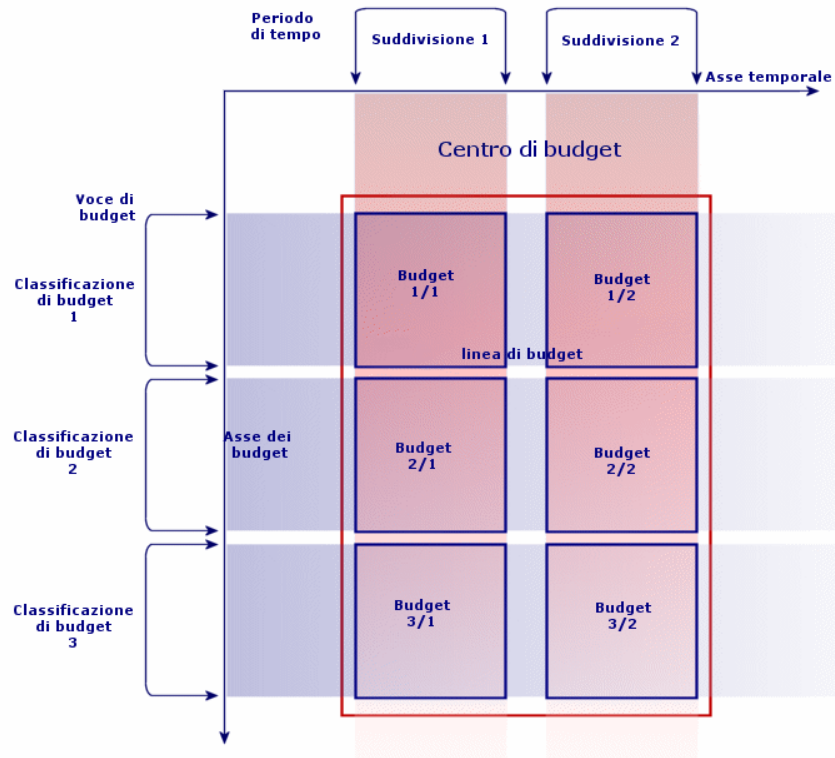 Periodo
di tempo
Suddivisione 1
Suddivisione 2
Asse temporale
Centro di budget
Voce di
budget
Classificazione
di budget
1
Budget
1/1
Budget
1/2
linea di budget
Classificazione
di budget
2
Asse dei
budget
Budget
2/1
Budget
2/2
Classificazione
di budget
3
Budget
3/1
Budget
3/2